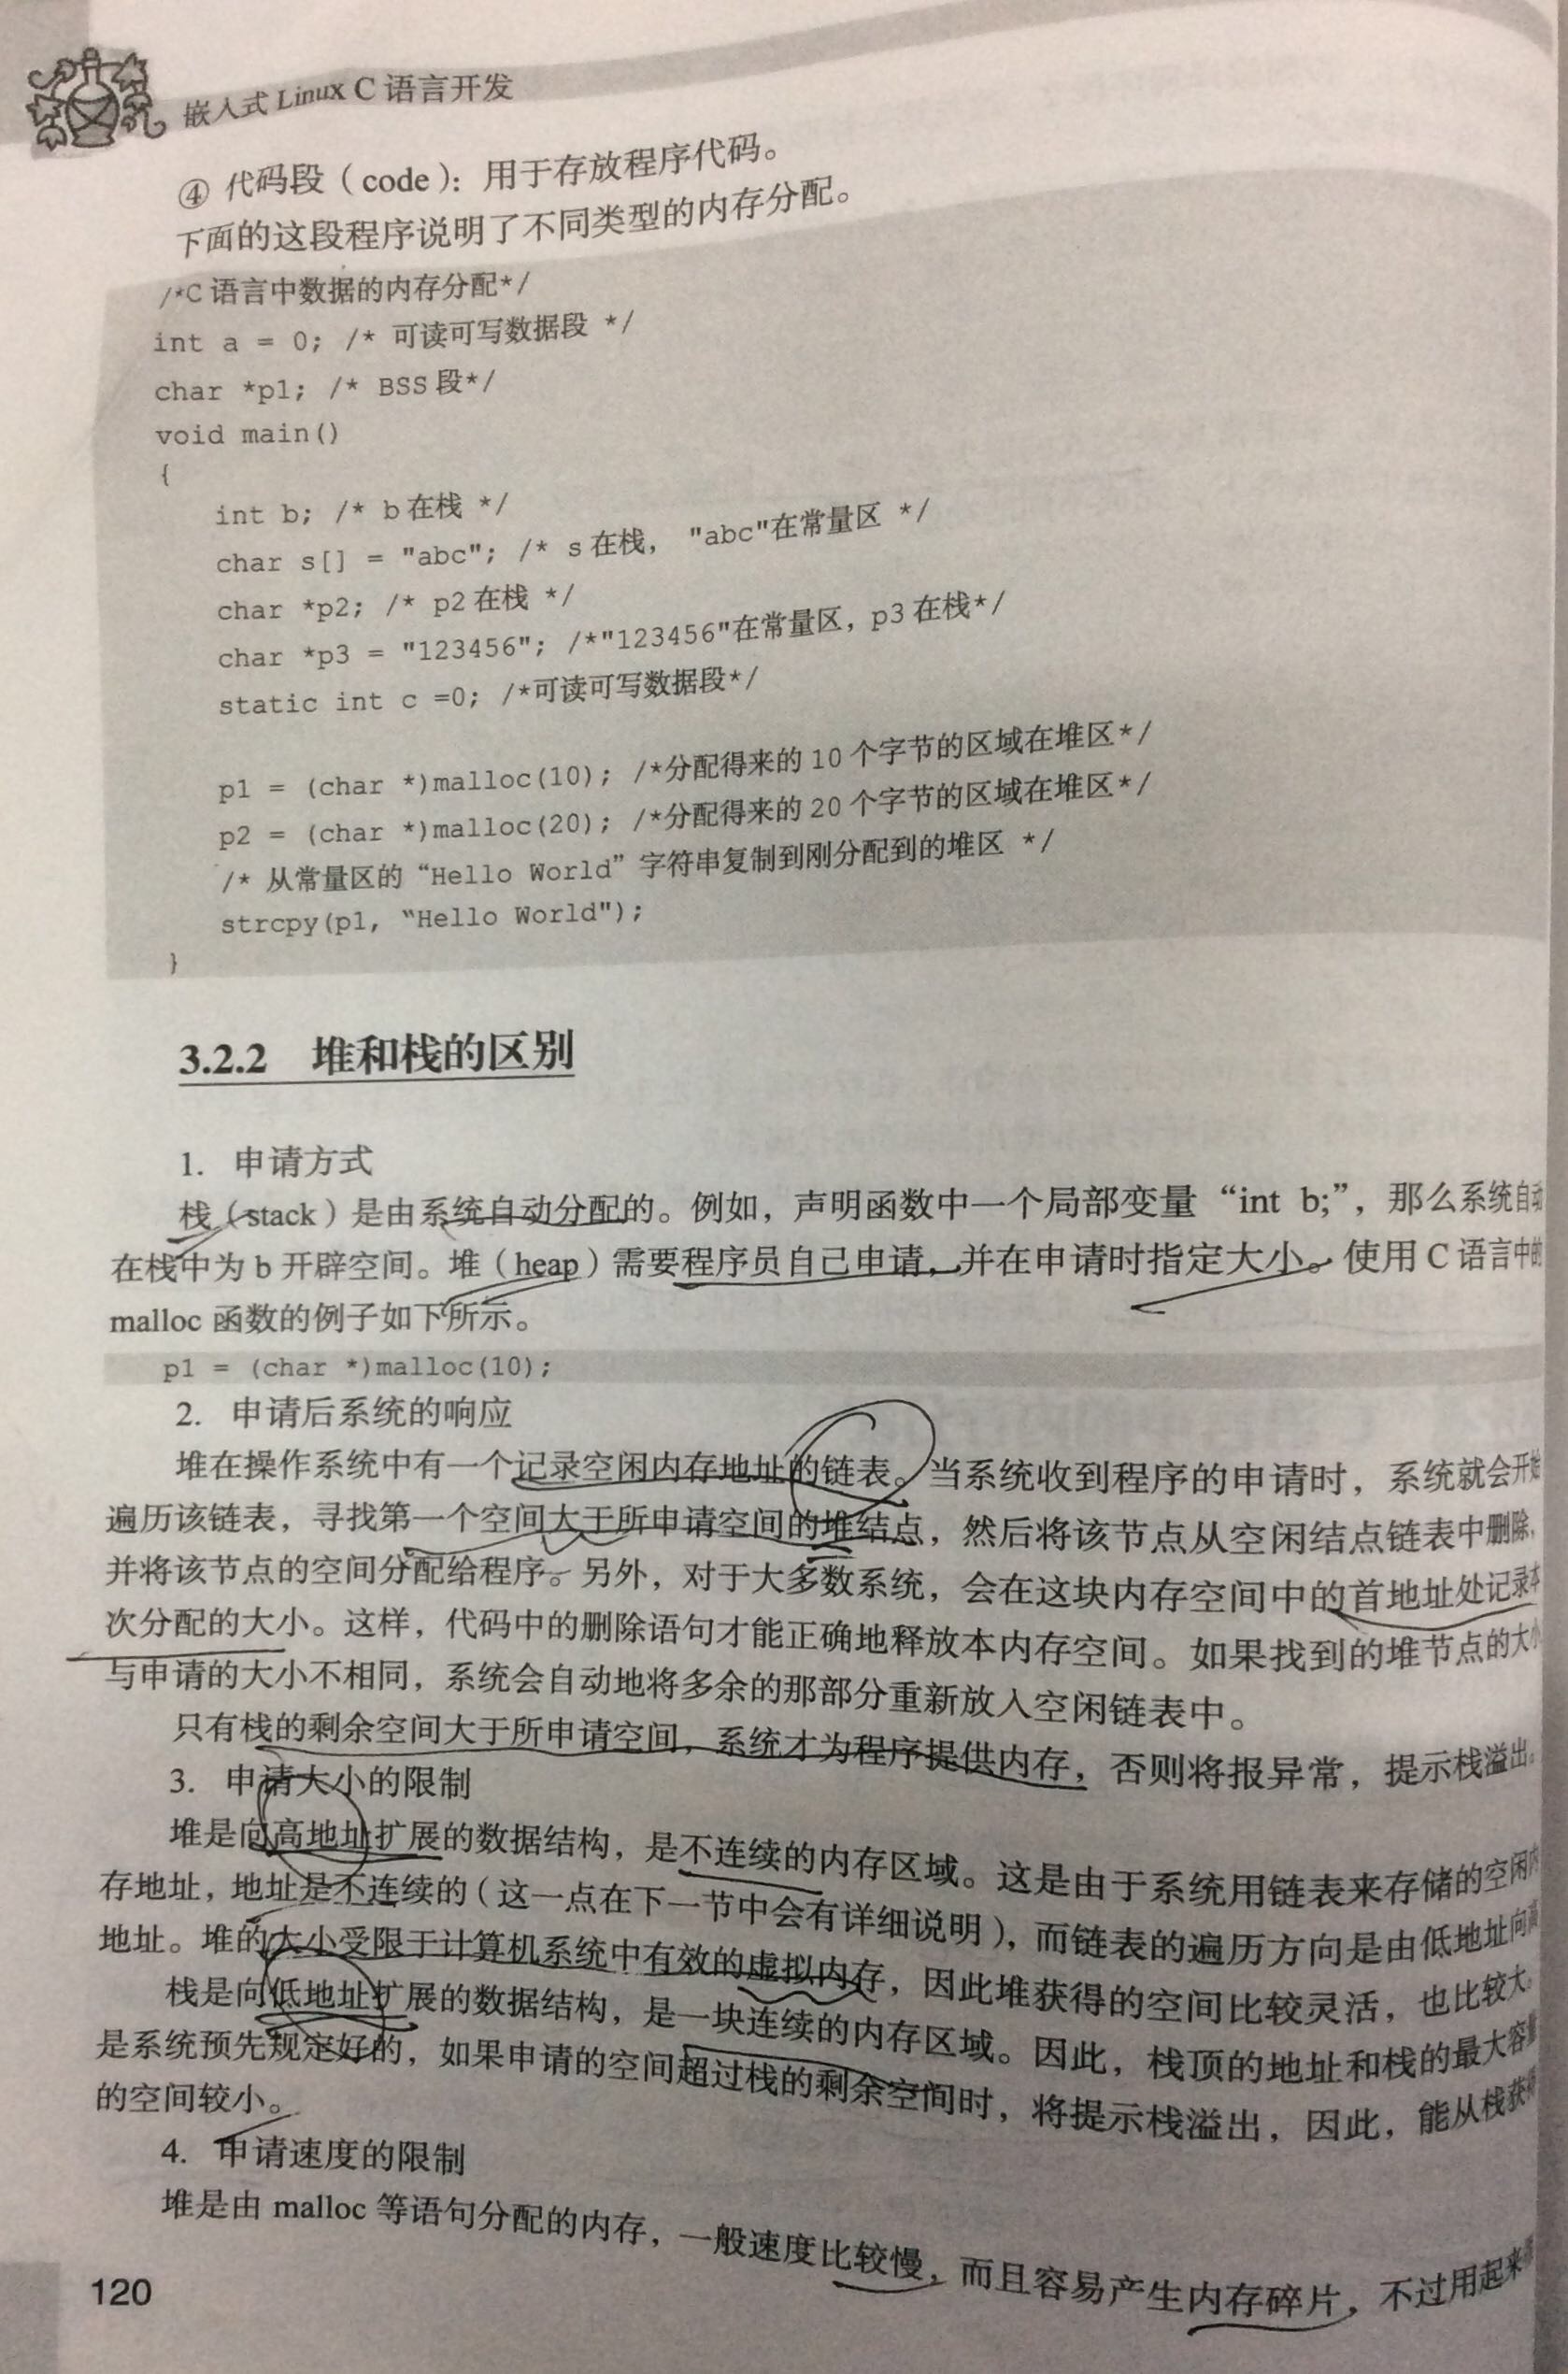 嵌入式 Linux C 语言开发
④ 代码段（code）：用于存放程序代码。
下面的这段程序说明了不同类型的内存分配。
/*C 语言中数据的内存分配*/
int a = 0; /* 可读可写数据段 */
char *p1; /* BSS 段*/
void main()
{
int b; /* b 在栈 */
char s[] = "abc"; /* s 在栈， "abc"在常量区 */
char *p2; /* p2 在栈 */
char *p3 = "123456"; /*"123456"在常量区，p3 在栈*/
static int c =0; /*可读可写数据段*/
p1 = (char *)malloc(10); /*分配得来的 10 个字节的区域在堆区*/
p2 = (char *)malloc(20); /*分配得来的 20 个字节的区域在堆区*/
/* 从常量区的“Hello World”字符串复制到刚分配到的堆区 */
strcpy(p1, “Hello World");
}
3.2.2 堆和栈的区别
1. 申请方式
栈（stack）是由系统自动分配的。例如，声明函数中一个局部变量“int b;”，那么系统自动
在栈中为 b 开辟空间。堆（heap）需要程序员自己申请，并在申请时指定大小。使用 C 语言中的
malloc 函数的例子如下所示。
p1 = (char *)malloc(10);
2. 申请后系统的响应
堆在操作系统中有一个记录空闲内存地址的链表。当系统收到程序的申请时，系统就会开始
遍历该链表，寻找第一个空间大于所申请空间的堆结点，然后将该节点从空闲结点链表中删除，
并将该节点的空间分配给程序。另外，对于大多数系统，会在这块内存空间中的首地址处记录本
次分配的大小。这样，代码中的删除语句才能正确地释放本内存空间。如果找到的堆节点的大小
与申请的大小不相同，系统会自动地将多余的那部分重新放入空闲链表中。
只有栈的剩余空间大于所申请空间，系统才为程序提供内存，否则将报异常，提示栈溢出。
3. 申请大小的限制
堆是向高地址扩展的数据结构，是不连续的内存区域。这是由于系统用链表来存储的空闲内
存地址，地址是不连续的（这一点在下一节中会有详细说明），而链表的遍历方向是由低地址向高
地址。堆的大小受限于计算机系统中有效的虚拟内存，因此堆获得的空间比较灵活，也比较大。
栈是向低地址扩展的数据结构，是一块连续的内存区域。因此，栈顶的地址和栈的最大容量
是系统预先规定好的，如果申请的空间超过栈的剩余空间时，将提示栈溢出，因此，能从栈获
的空间较小。
4. 申请速度的限制
堆是由 malloc 等语句分配的内存，一般速度比较慢，而且容易产生内存碎片，不过用起来
120